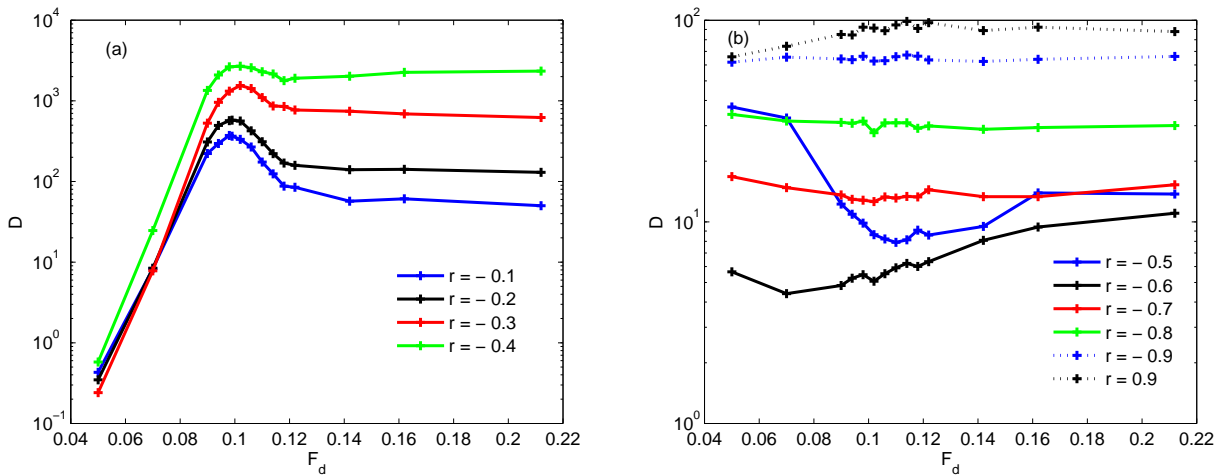 (a)
D
10^4
10^3
10^2
10^1
10^0
10^-1
0.04 0.06 0.08 0.1 0.12 0.14 0.16 0.18 0.2 0.22
F_d
r = − 0.1
r = − 0.2
r = − 0.3
r = − 0.4
(b)
D
10^2
10^1
10^0
0.04 0.06 0.08 0.1 0.12 0.14 0.16 0.18 0.2 0.22
F_d
r = − 0.5
r = − 0.6
r = − 0.7
r = − 0.8
r = − 0.9
r = 0.9